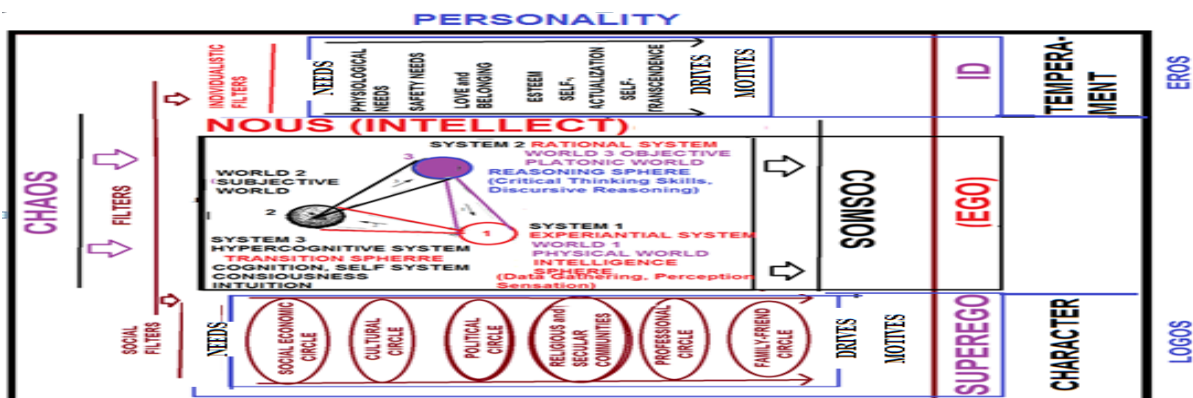 PERSONALITY
CHAOS
FILTERS
INDIVIDUALISTIC
FILTERS
NEEDS
PHYSIOLOGICAL
NEEDS
SAFETY NEEDS
LOVE and
BELONGING
ESTEEM
SELF-
ACTUALIZATION
SELF-
TRANSCENDENCE
DRIVES
MOTIVES
ID
TEMPERA-
MENT
EROS
NOUS (INTELLECT)
SYSTEM 2 RATIONAL SYSTEM
WORLD 3 OBJECTIVE
PLATONIC WORLD
REASONING SPHERE
(Critical Thinking Skills,
Discursive Reasoning)
3
WORLD 2
SUBJECTIVE
WORLD
2
1
SYSTEM 1
EXPERIANTIAL SYSTEM
WORLD 1
PHYSICAL WORLD
INTELLIGENCE
SPHERE
(Data Gathering, Perception
Sensation)
SYSTEM 3
HYPERCOGNITIVE SYSTEM
TRANSITION SPHERRE
COGNITION, SELF SYSTEM
CONSIOUSNESS
INTUITION
COSMOS
(EGO)
SOCIAL
FILTERS
NEEDS
SOCIAL ECONOMIC
CIRCLE
CULTURAL
CIRCLE
POLITICAL
CIRCLE
RELIGIOUS and
SECULAR
COMMUNITIES
PROFESSIONAL
CIRCLE
FAMILY-FRIEND
CIRCLE
DRIVES
MOTIVES
SUPEREGO
CHARACTER
LOGOS